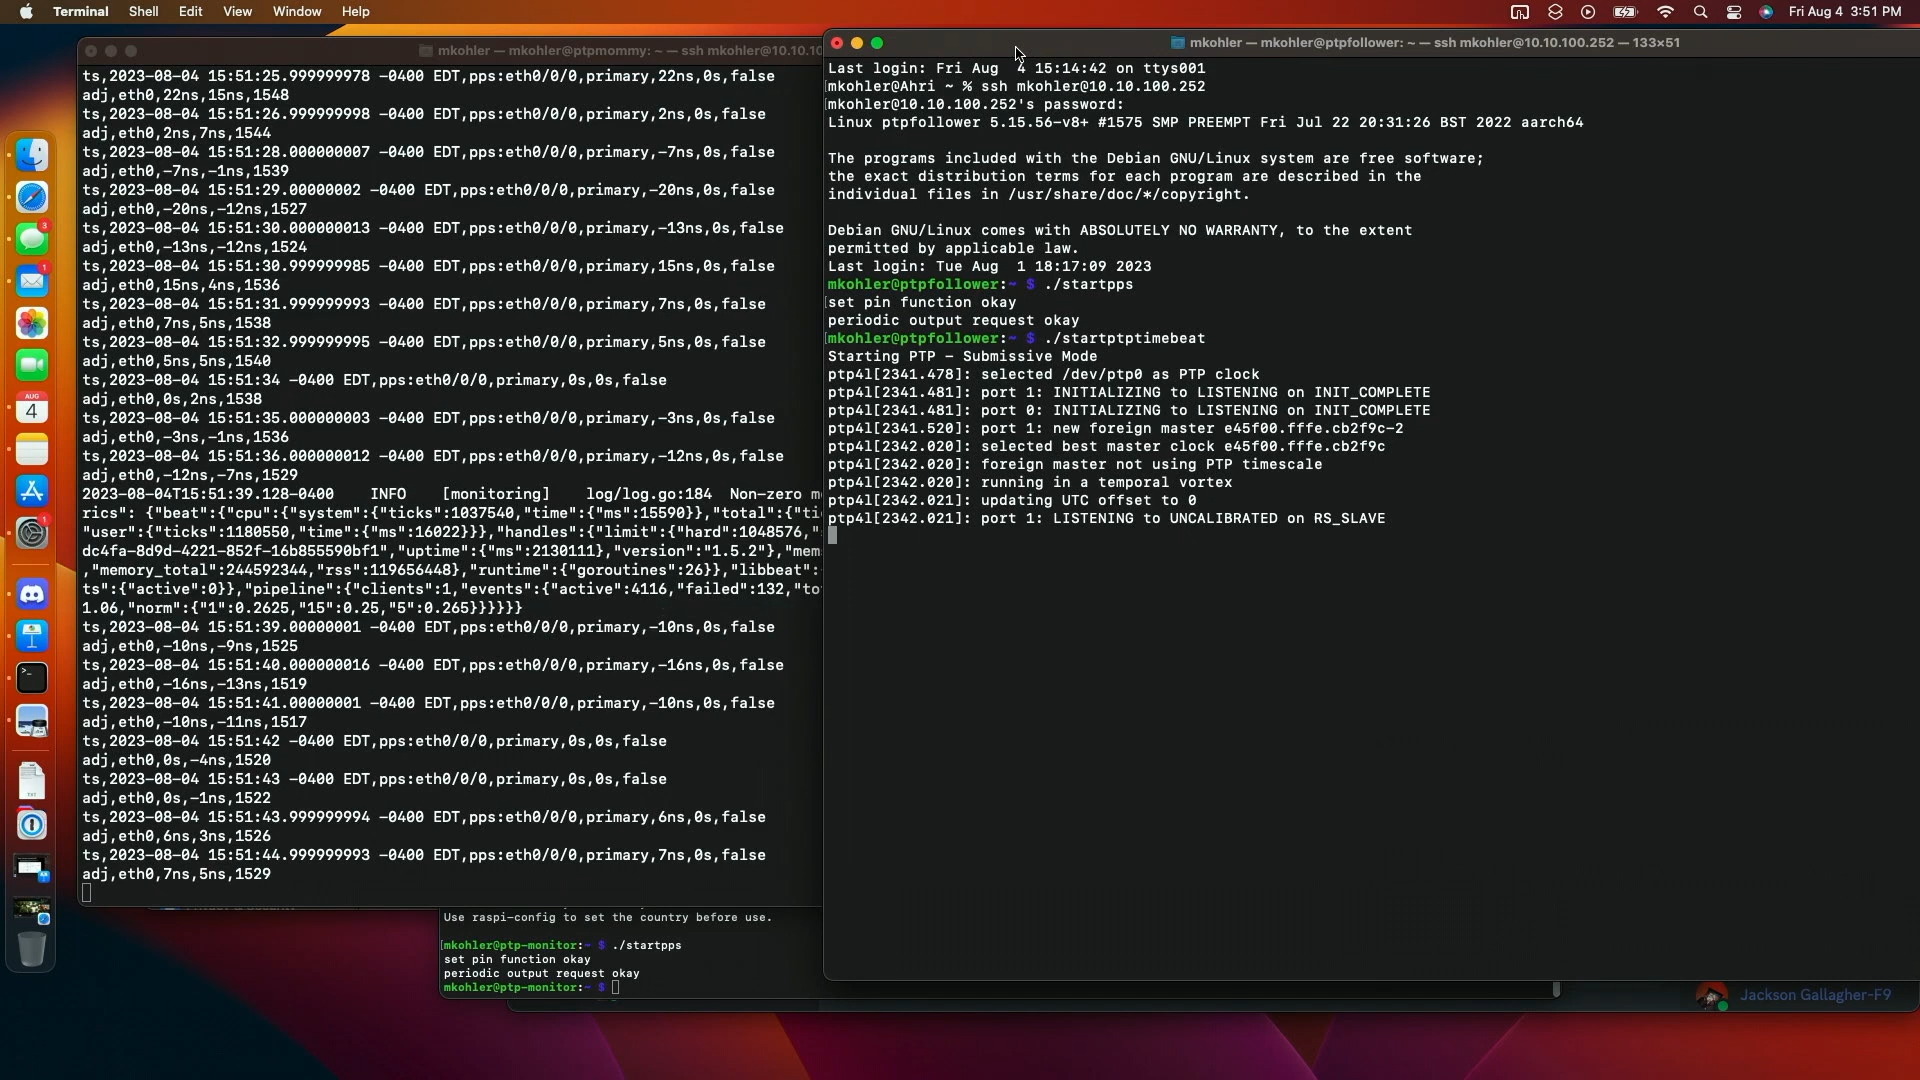 Terminal Shell Edit View Window Help
Fri Aug 4 3:51 PM
mkohler — mkohler@ptpmommy: ~ — ssh mkohler@10.10.10
ts,2023-08-04 15:51:25.999999978 -0400 EDT,pps:eth0/0/0,primary,22ns,0s,false
adj,eth0,22ns,15ns,1548
ts,2023-08-04 15:51:26.999999998 -0400 EDT,pps:eth0/0/0,primary,2ns,0s,false
adj,eth0,2ns,7ns,1544
ts,2023-08-04 15:51:28.000000007 -0400 EDT,pps:eth0/0/0,primary,-7ns,0s,false
adj,eth0,-7ns,-1ns,1539
ts,2023-08-04 15:51:29.00000002 -0400 EDT,pps:eth0/0/0,primary,-20ns,0s,false
adj,eth0,-20ns,-12ns,1527
ts,2023-08-04 15:51:30.000000013 -0400 EDT,pps:eth0/0/0,primary,-13ns,0s,false
adj,eth0,-13ns,-12ns,1524
ts,2023-08-04 15:51:30.999999985 -0400 EDT,pps:eth0/0/0,primary,15ns,0s,false
adj,eth0,15ns,4ns,1536
ts,2023-08-04 15:51:31.999999993 -0400 EDT,pps:eth0/0/0,primary,7ns,0s,false
adj,eth0,7ns,5ns,1538
ts,2023-08-04 15:51:32.999999995 -0400 EDT,pps:eth0/0/0,primary,5ns,0s,false
adj,eth0,5ns,5ns,1540
ts,2023-08-04 15:51:34 -0400 EDT,pps:eth0/0/0,primary,0s,0s,false
adj,eth0,0s,2ns,1538
ts,2023-08-04 15:51:35.000000003 -0400 EDT,pps:eth0/0/0,primary,-3ns,0s,false
adj,eth0,-3ns,-1ns,1536
ts,2023-08-04 15:51:36.000000012 -0400 EDT,pps:eth0/0/0,primary,-12ns,0s,false
adj,eth0,-12ns,-7ns,1529
2023-08-04T15:51:39.128-0400 INFO [monitoring] log/log.go:184 Non-zero m
rics": {"beat":{"cpu":{"system":{"ticks":1037540,"time":{"ms":15590}},"total":{"ti
"user":{"ticks":1180550,"time":{"ms":16022}}},"handles":{"limit":{"hard":1048576,"
dc4fa-8d9d-4221-852f-16b855590bf1","uptime":{"ms":2130111},"version":"1.5.2"},"mem
,"memory_total":244592344,"rss":119656448},"runtime":{"goroutines":26}},"libbeat":
ts":{"active":0}},"pipeline":{"clients":1,"events":{"active":4116,"failed":132,"to
1.06,"norm":{"1":0.2625,"15":0.25,"5":0.265}}}}}}
ts,2023-08-04 15:51:39.00000001 -0400 EDT,pps:eth0/0/0,primary,-10ns,0s,false
adj,eth0,-10ns,-9ns,1525
ts,2023-08-04 15:51:40.000000016 -0400 EDT,pps:eth0/0/0,primary,-16ns,0s,false
adj,eth0,-16ns,-13ns,1519
ts,2023-08-04 15:51:41.00000001 -0400 EDT,pps:eth0/0/0,primary,-10ns,0s,false
adj,eth0,-10ns,-11ns,1517
ts,2023-08-04 15:51:42 -0400 EDT,pps:eth0/0/0,primary,0s,0s,false
adj,eth0,0s,-4ns,1520
ts,2023-08-04 15:51:43 -0400 EDT,pps:eth0/0/0,primary,0s,0s,false
adj,eth0,0s,-1ns,1522
ts,2023-08-04 15:51:43.999999994 -0400 EDT,pps:eth0/0/0,primary,6ns,0s,false
adj,eth0,6ns,3ns,1526
ts,2023-08-04 15:51:44.999999993 -0400 EDT,pps:eth0/0/0,primary,7ns,0s,false
adj,eth0,7ns,5ns,1529
mkohler — mkohler@ptpfollower: ~ — ssh mkohler@10.10.100.252 — 133×51
Last login: Fri Aug  4 15:14:42 on ttys001
[mkohler@Ahri ~ % ssh mkohler@10.10.100.252
[mkohler@10.10.100.252's password:
Linux ptpfollower 5.15.56-v8+ #1575 SMP PREEMPT Fri Jul 22 20:31:26 BST 2022 aarch64
The programs included with the Debian GNU/Linux system are free software;
the exact distribution terms for each program are described in the
individual files in /usr/share/doc/*/copyright.
Debian GNU/Linux comes with ABSOLUTELY NO WARRANTY, to the extent
permitted by applicable law.
Last login: Tue Aug  1 18:17:09 2023
mkohler@ptpfollower:~ $ ./startpps
[set pin function okay
periodic output request okay
[mkohler@ptpfollower:~ $ ./startptptimebeat
Starting PTP - Submissive Mode
ptp4l[2341.478]: selected /dev/ptp0 as PTP clock
ptp4l[2341.481]: port 1: INITIALIZING to LISTENING on INIT_COMPLETE
ptp4l[2341.481]: port 0: INITIALIZING to LISTENING on INIT_COMPLETE
ptp4l[2341.520]: port 1: new foreign master e45f00.fffe.cb2f9c-2
ptp4l[2342.020]: selected best master clock e45f00.fffe.cb2f9c
ptp4l[2342.020]: foreign master not using PTP timescale
ptp4l[2342.020]: running in a temporal vortex
ptp4l[2342.021]: updating UTC offset to 0
ptp4l[2342.021]: port 1: LISTENING to UNCALIBRATED on RS_SLAVE
Use raspi-config to set the country before use.
[mkohler@ptp-monitor:~ $ ./startpps
set pin function okay
periodic output request okay
mkohler@ptp-monitor:~ $
Jackson Gallagher-F9
3
1
AUG
4
1
TXT